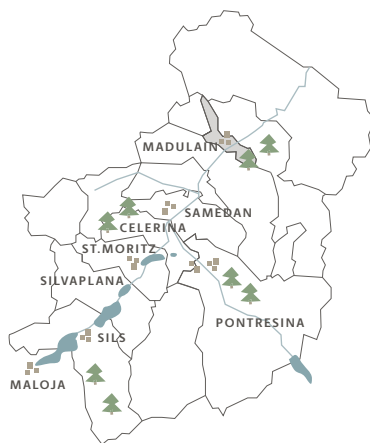 MADULAIN
SAMEDAN
CELERINA
ST.MORITZ
SILVAPLANA
PONTRESINA
SILS
MALOJA